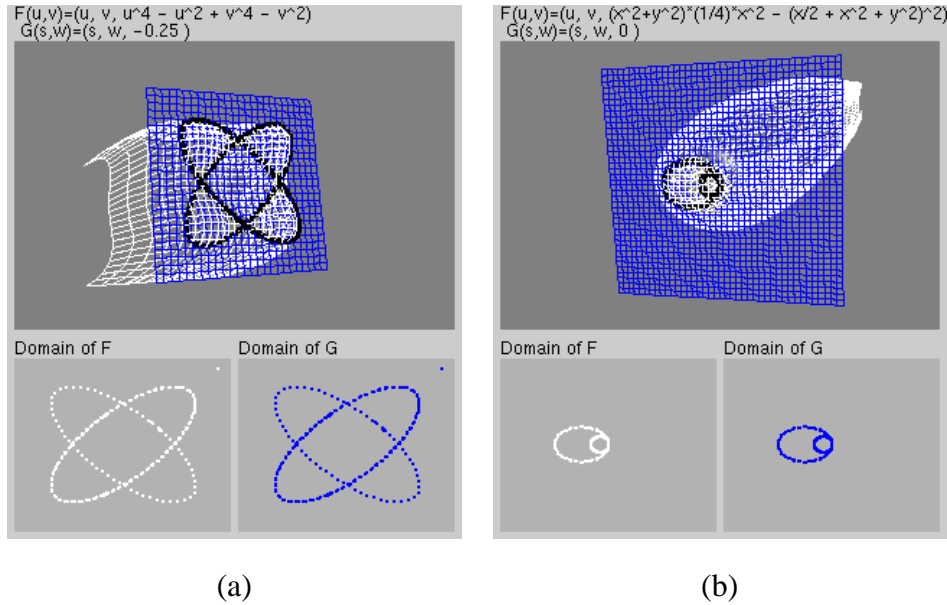 F(u,v)=(u, v, u^4 - u^2 + v^4 - v^2)
G(s,w)=(s, w, -0.25 )
Domain of F
Domain of G
(a)
F(u,v)=(u, v, (x^2+y^2)*(1/4)*x^2 - (x/2 + x^2 + y^2)^2)
G(s,w)=(s, w, 0 )
Domain of F
Domain of G
(b)